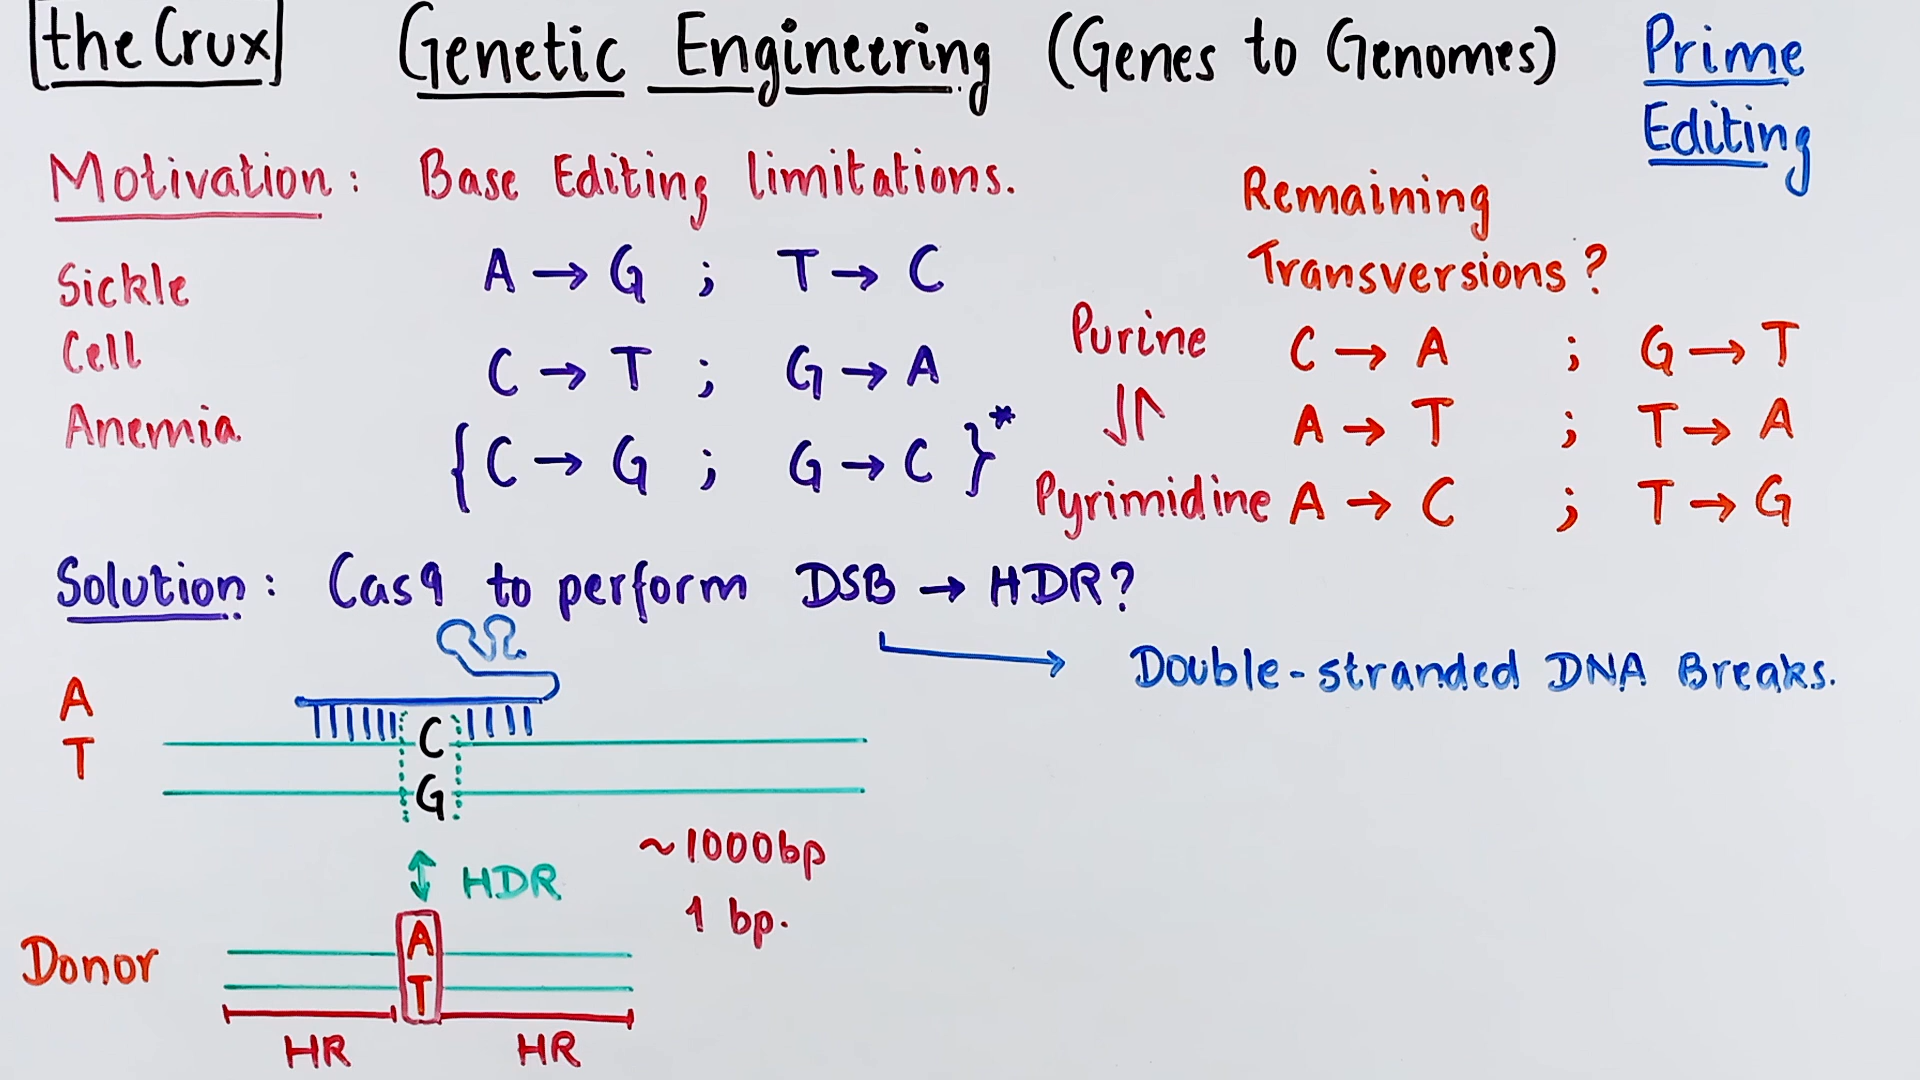 the Crux Genetic Engineering (Genes to Genomes) Prime Editing
Motivation: Base Editing limitations.
Sickle
Cell
Anemia
A → G ; T → C
C → T ; G → A
{C → G ; G → C}*
Remaining
Transversions?
Purine
Pyrimidine
C → A ; G → T
A → T ; T → A
A → C ; T → G
Solution: Cas9 to perform DSB → HDR?
Double-stranded DNA Breaks.
A
T
C
G
HDR
~1000bp
1 bp.
Donor
A
T
HR HR